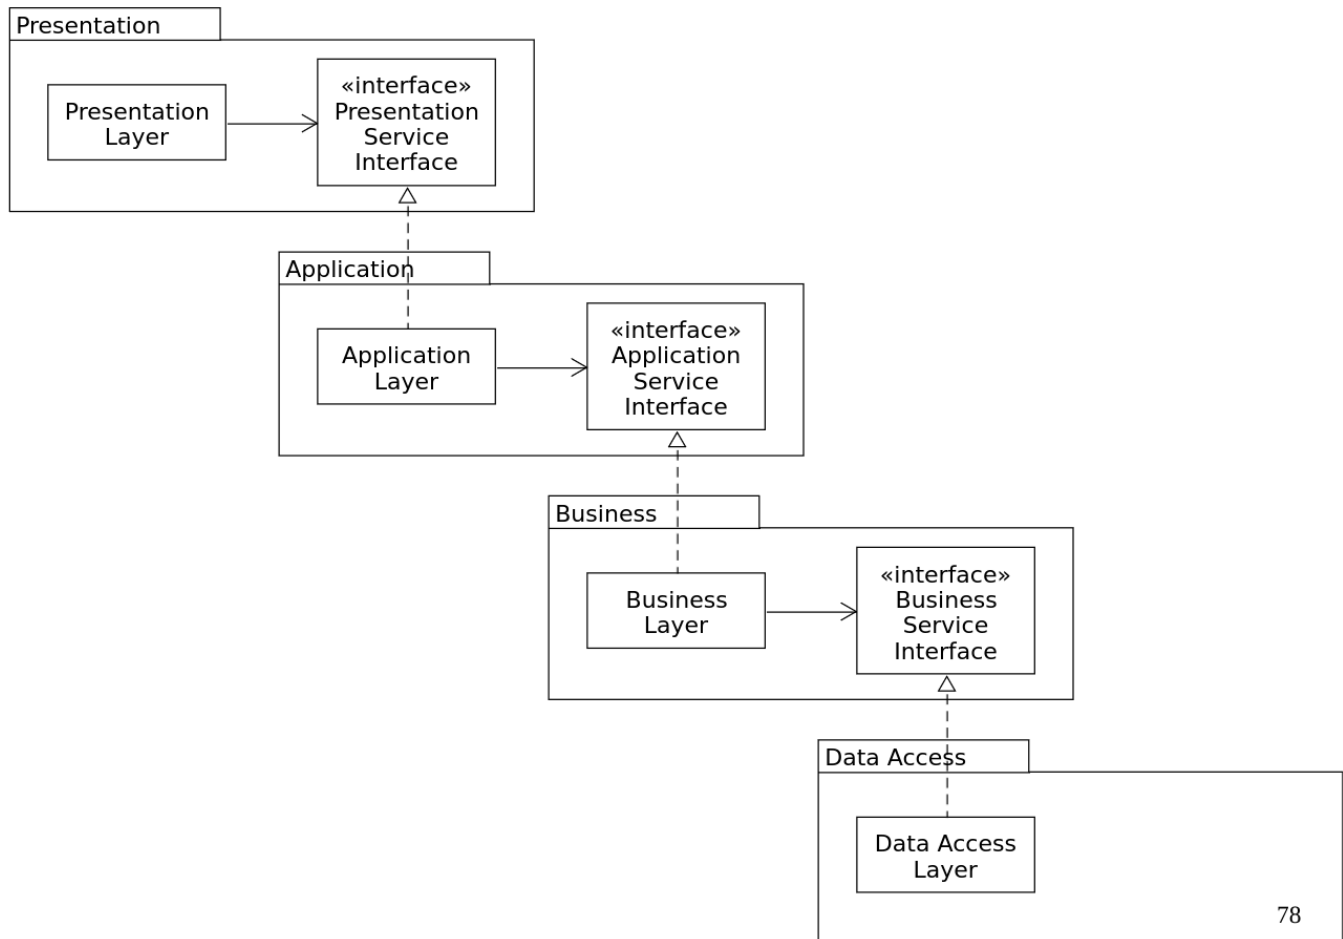 Presentation
Presentation
Layer
«interface»
Presentation
Service
Interface
Application
Application
Layer
«interface»
Application
Service
Interface
Business
Business
Layer
«interface»
Business
Service
Interface
Data Access
Data Access
Layer
78